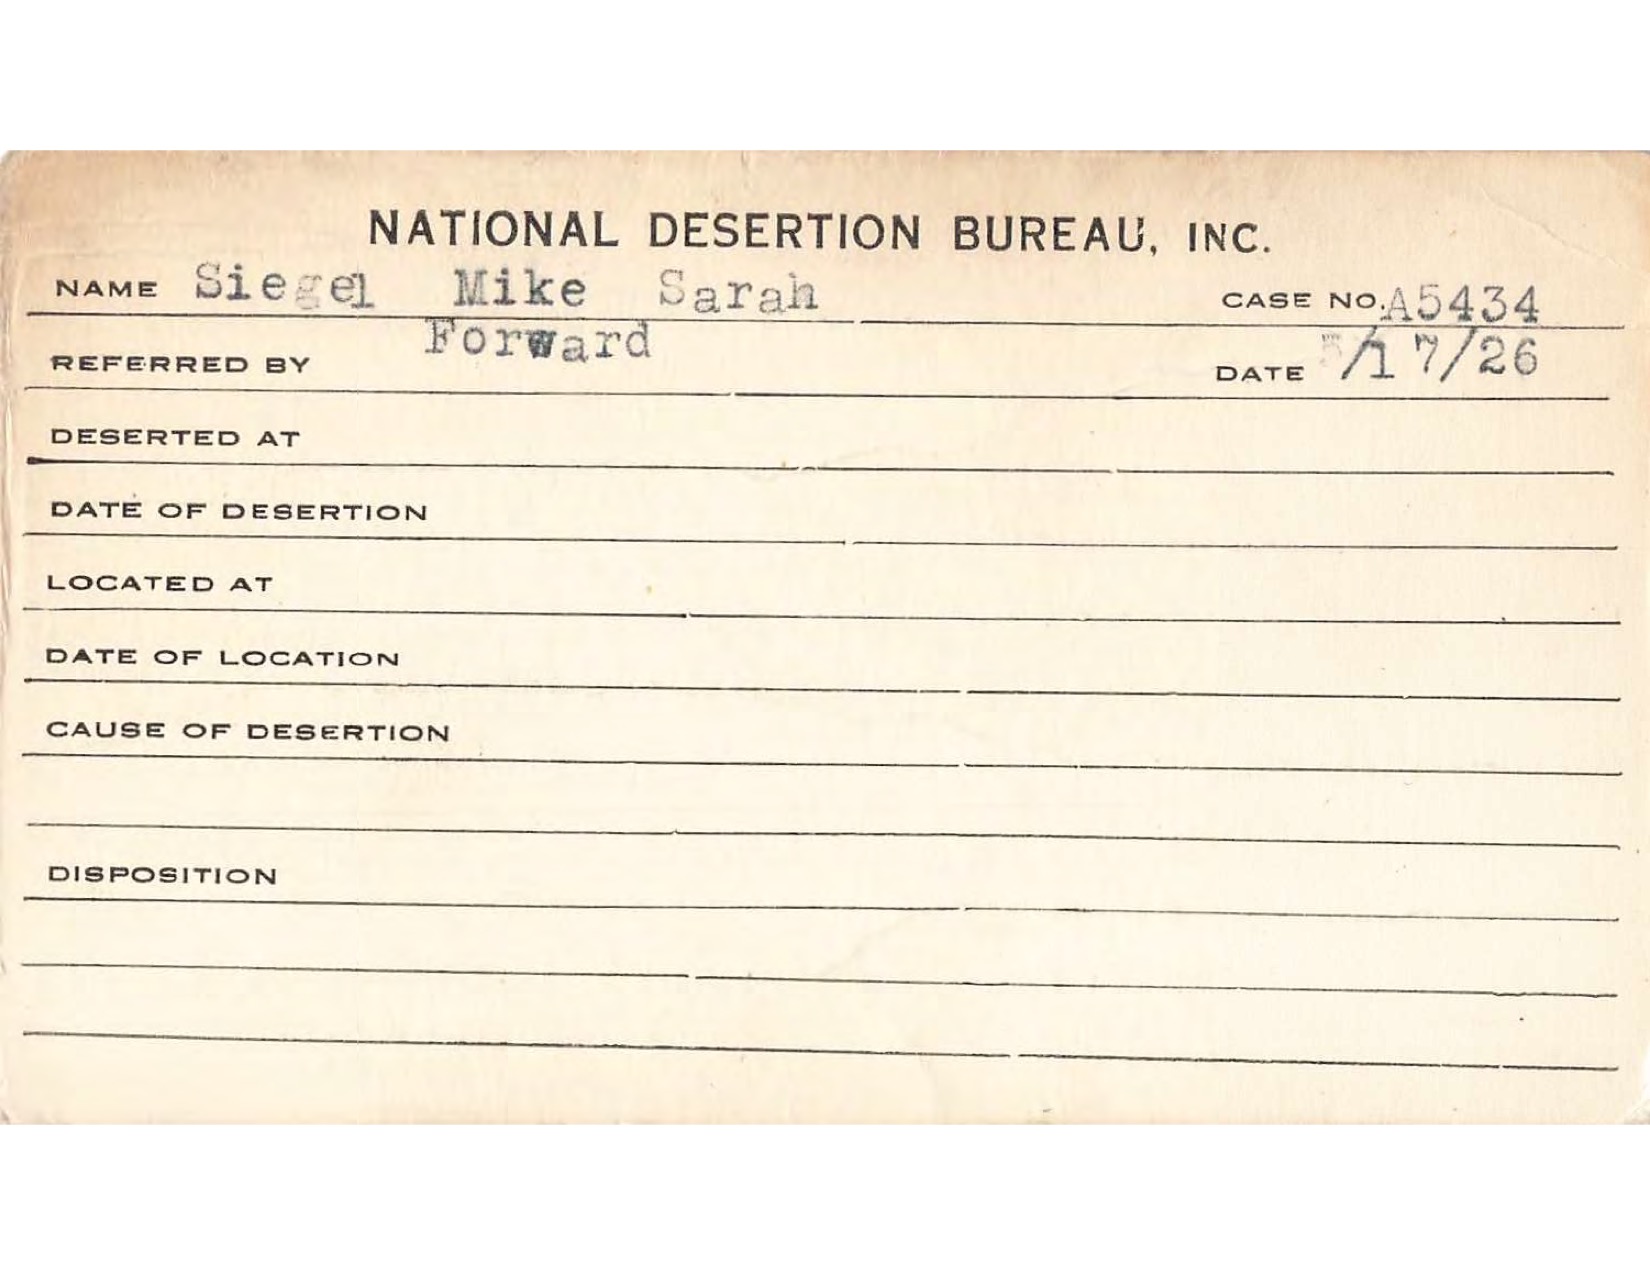 NATIONAL DESERTION BUREAU, INC.
NAME Siegel Mike Sarah CASE NO. A5434
REFERRED BY Forward DATE 5/17/26
DESERTED AT
DATE OF DESERTION
LOCATED AT
DATE OF LOCATION
CAUSE OF DESERTION
DISPOSITION